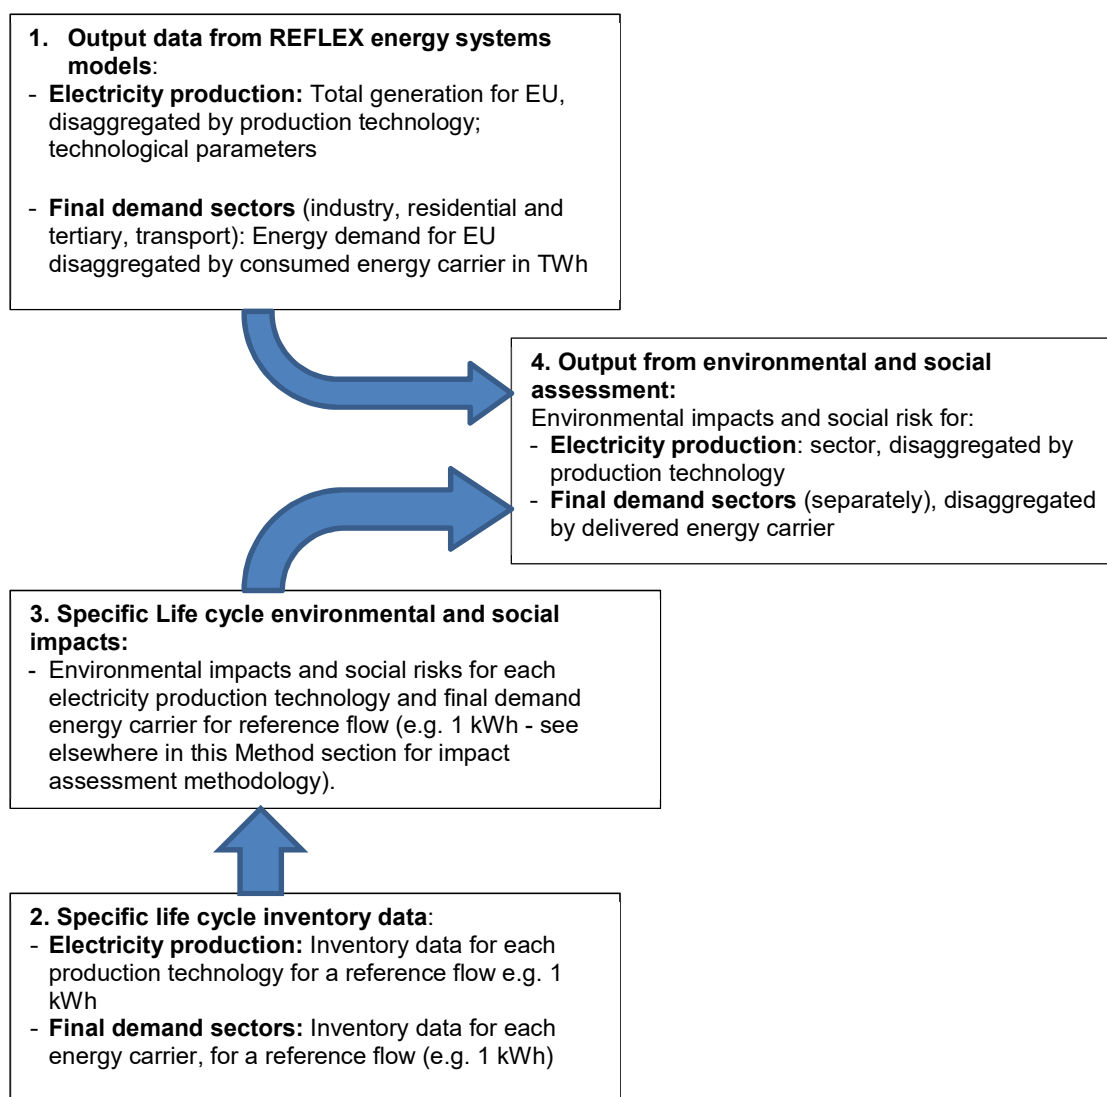 1. Output data from REFLEX energy systems
models:
- Electricity production: Total generation for EU,
disaggregated by production technology;
technological parameters
- Final demand sectors (industry, residential and
tertiary, transport): Energy demand for EU
disaggregated by consumed energy carrier in TWh
4. Output from environmental and social
assessment:
Environmental impacts and social risk for:
- Electricity production: sector, disaggregated by
production technology
- Final demand sectors (separately), disaggregated
by delivered energy carrier
3. Specific Life cycle environmental and social
impacts:
- Environmental impacts and social risks for each
electricity production technology and final demand
energy carrier for reference flow (e.g. 1 kWh - see
elsewhere in this Method section for impact
assessment methodology).
2. Specific life cycle inventory data:
- Electricity production: Inventory data for each
production technology for a reference flow e.g. 1
kWh
- Final demand sectors: Inventory data for each
energy carrier, for a reference flow (e.g. 1 kWh)